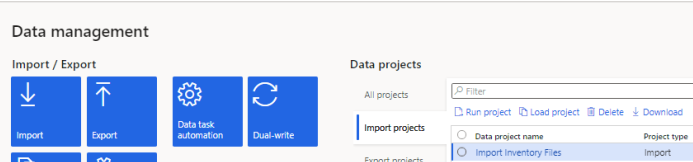 Data management
Import / Export
Import
Export
Data task
automation
Dual-write
Data projects
All projects
Import projects
Export projects
Filter
Run project Load project Delete Download
Data project name Project type
Import Inventory Files Import